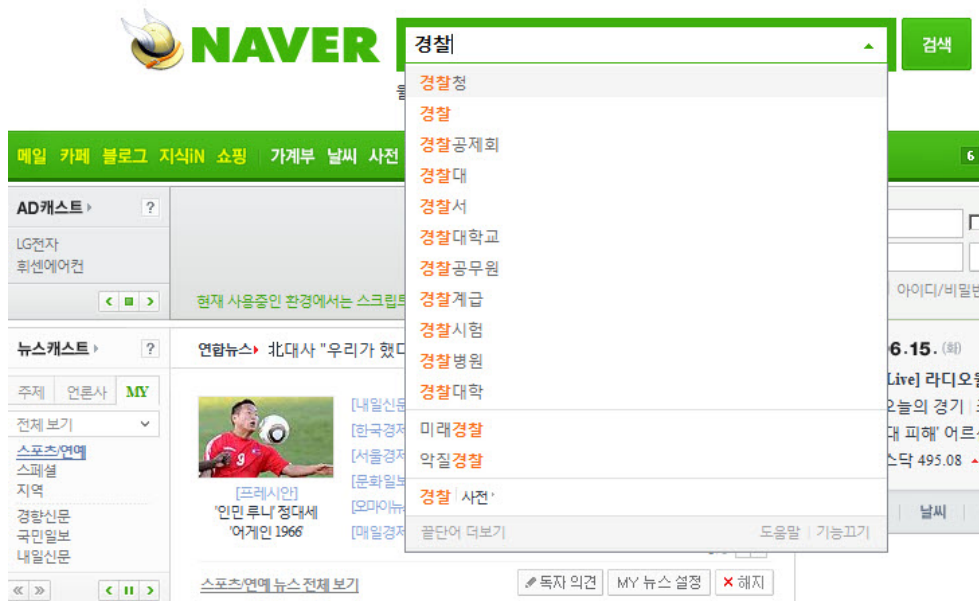 NAVER
경찰
검색
경찰청
경찰
경찰공제회
경찰대
경찰서
경찰대학교
경찰공무원
경찰계급
경찰시험
경찰병원
경찰대학
미래경찰
악질경찰
경찰 사전
끝단어 더보기
도움말 기능끄기
메일 카페 블로그 지식iN 쇼핑 가계부 날씨 사전
6
AD캐스트
?
LG전자
휘센에어컨
현재 사용중인 환경에서는 스크립트
아이디/비밀번
뉴스캐스트
?
연합뉴스 北대사 "우리가 했다
6.15. (화)
주제 언론사 MY
전체 보기
스포츠/연예
스페셜
지역
경향신문
국민일보
내일신문
[프레시안]
'인민 루니' 정대세
'어게인 1966'
[내일신문
[한국경제
[서울경제
[문화일보
[오마이뉴
[매일경제
Live] 라디오
오늘의 경기
대 피해' 어르
스닥 495.08
날씨
스포츠/연예 뉴스 전체 보기
독자 의견
MY 뉴스 설정
해지